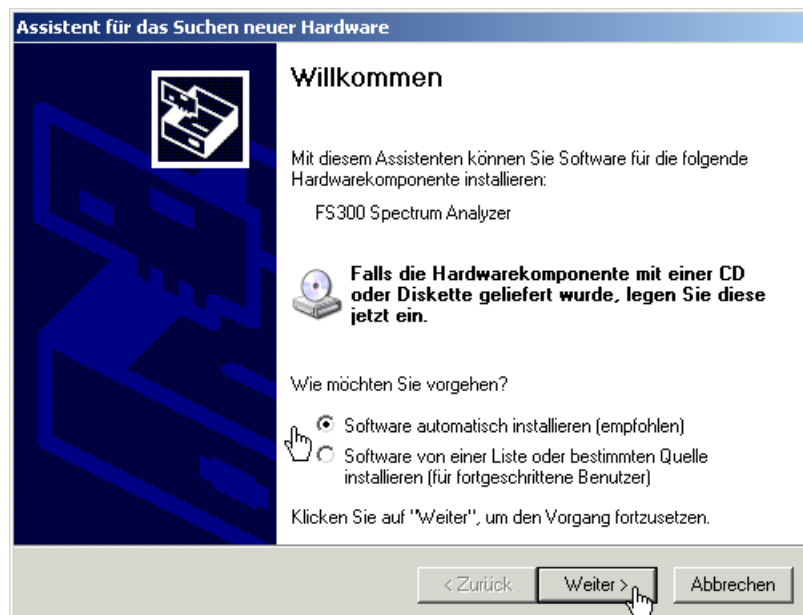 Assistent für das Suchen neuer Hardware
Willkommen
Mit diesem Assistenten können Sie Software für die folgende
Hardwarekomponente installieren:
FS300 Spectrum Analyzer
Falls die Hardwarekomponente mit einer CD
oder Diskette geliefert wurde, legen Sie diese
jetzt ein.
Wie möchten Sie vorgehen?
Software automatisch installieren (empfohlen)
Software von einer Liste oder bestimmten Quelle
installieren (für fortgeschrittene Benutzer)
Klicken Sie auf "Weiter", um den Vorgang fortzusetzen.
< Zurück Weiter > Abbrechen